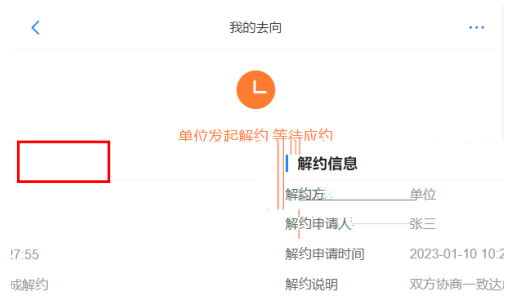 我的去向
单位发起解约 等待应约
解约信息
解约方 单位
解约申请人 张三
7:55 解约申请时间 2023-01-10 10:2
成解约 解约说明 双方协商一致达